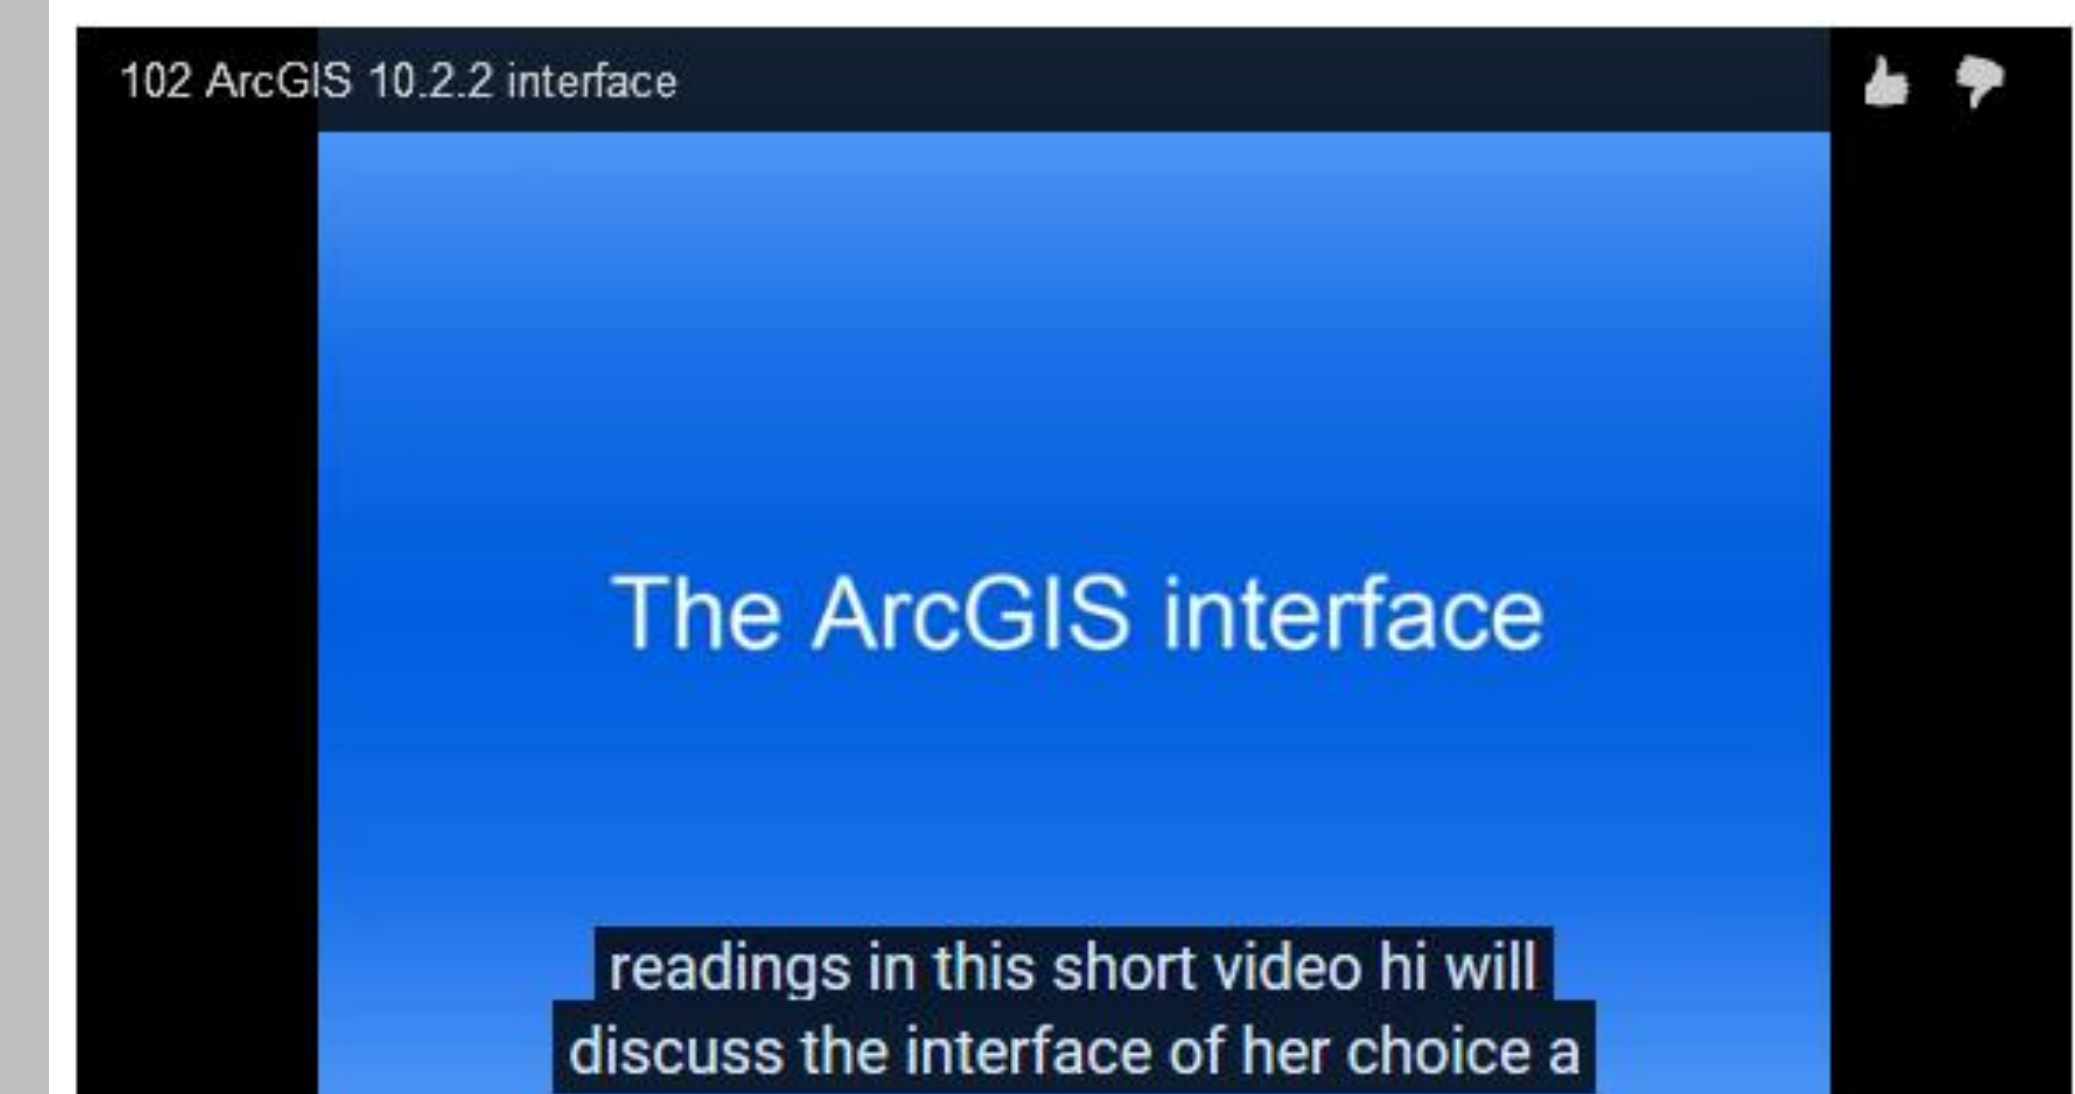 102 ArcGIS 10.2.2 interface
The ArcGIS interface
readings in this short video hi will
discuss the interface of her choice a